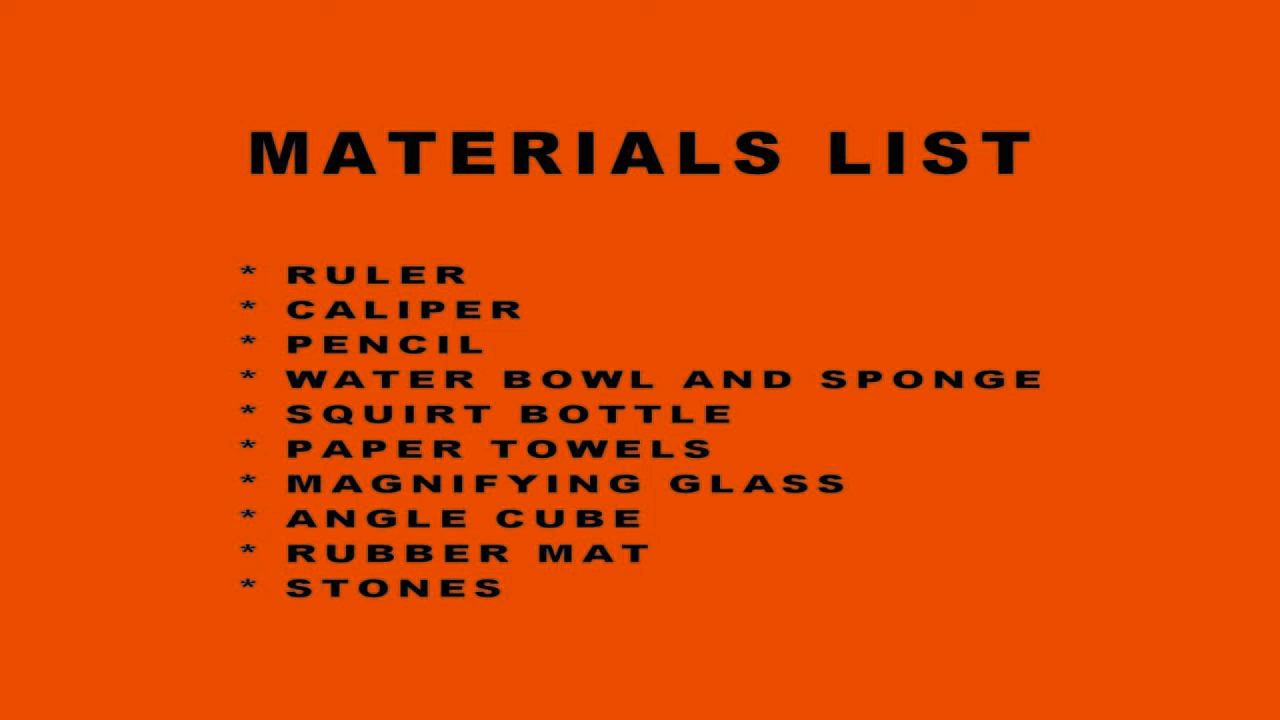 MATERIALS LIST
* RULER
* CALIPER
* PENCIL
* WATER BOWL AND SPONGE
* SQUIRT BOTTLE
* PAPER TOWELS
* MAGNIFYING GLASS
* ANGLE CUBE
* RUBBER MAT
* STONES